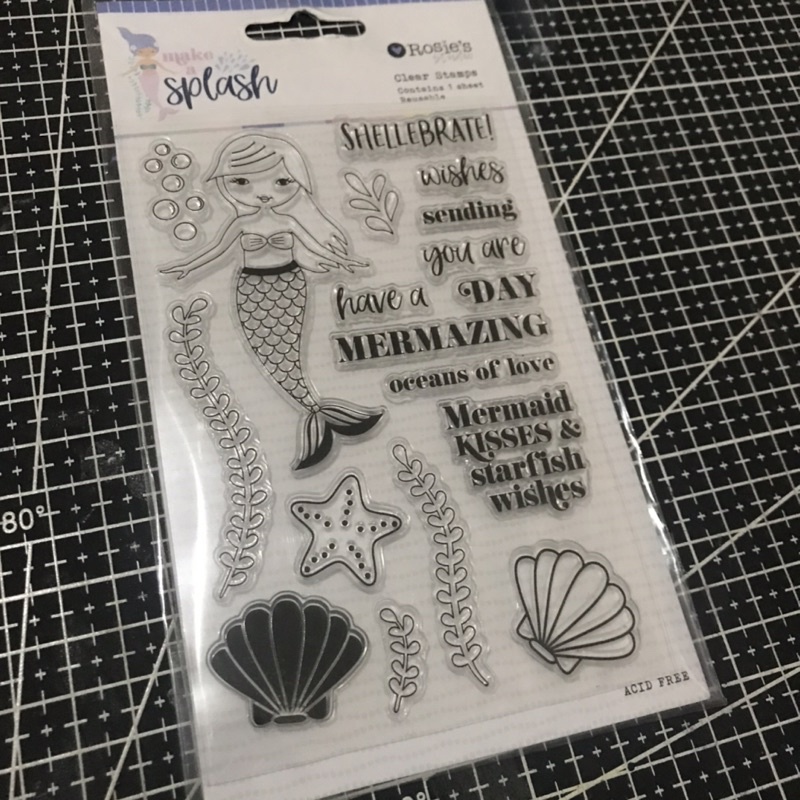 make
a
splash
Rosie's
Clear Stamps
Contains 1 sheet
Reusable
SHELLEBRATE!
wishes
sending
you are
have a DAY
MERMAZING
oceans of love
Mermaid
KISSES &
starfish
wishes
ACID FREE
80°